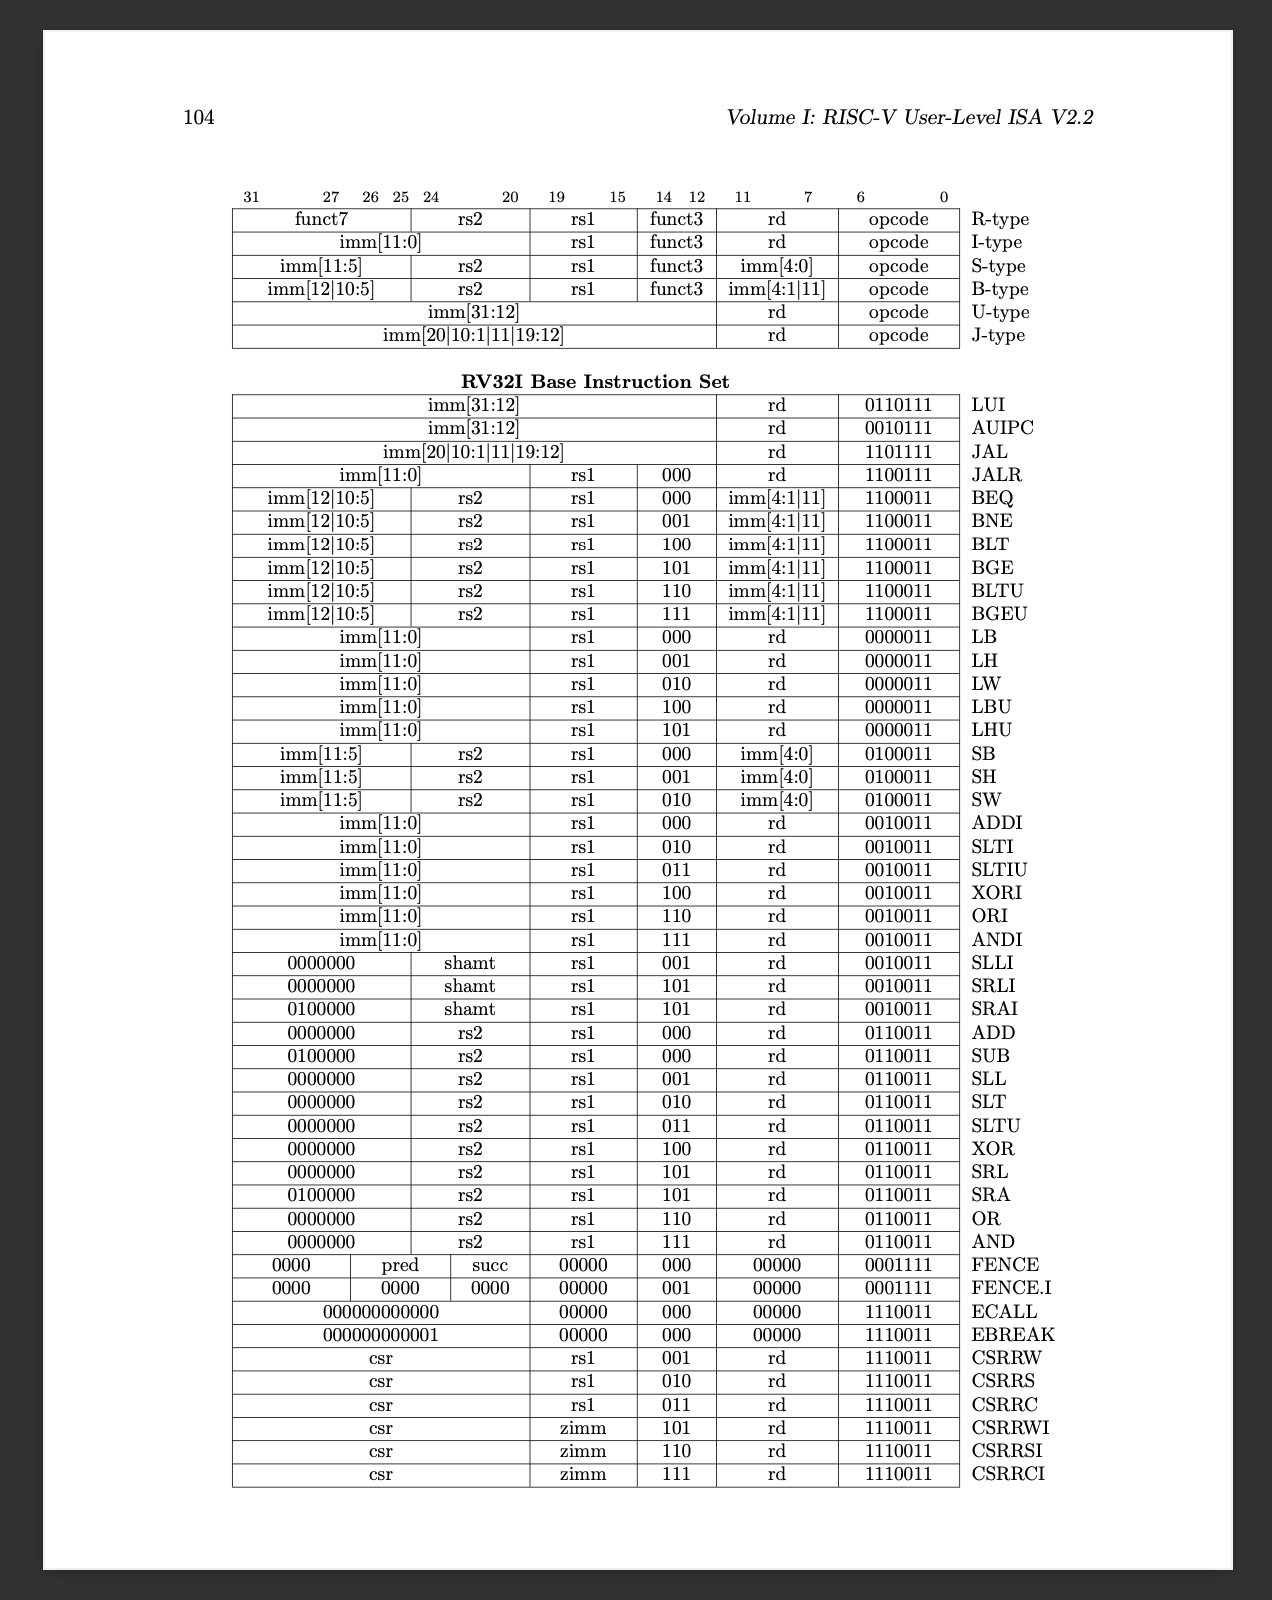 104 Volume I: RISC-V User-Level ISA V2.2
31 27 26 25 24 20 19 15 14 12 11 7 6 0
funct7 rs2 rs1 funct3 rd opcode R-type
imm[11:0] rs1 funct3 rd opcode I-type
imm[11:5] rs2 rs1 funct3 imm[4:0] opcode S-type
imm[12|10:5] rs2 rs1 funct3 imm[4:1|11] opcode B-type
imm[31:12] rd opcode U-type
imm[20|10:1|11|19:12] rd opcode J-type
RV32I Base Instruction Set
imm[31:12] rd 0110111 LUI
imm[31:12] rd 0010111 AUIPC
imm[20|10:1|11|19:12] rd 1101111 JAL
imm[11:0] rs1 000 rd 1100111 JALR
imm[12|10:5] rs2 rs1 000 imm[4:1|11] 1100011 BEQ
imm[12|10:5] rs2 rs1 001 imm[4:1|11] 1100011 BNE
imm[12|10:5] rs2 rs1 100 imm[4:1|11] 1100011 BLT
imm[12|10:5] rs2 rs1 101 imm[4:1|11] 1100011 BGE
imm[12|10:5] rs2 rs1 110 imm[4:1|11] 1100011 BLTU
imm[12|10:5] rs2 rs1 111 imm[4:1|11] 1100011 BGEU
imm[11:0] rs1 000 rd 0000011 LB
imm[11:0] rs1 001 rd 0000011 LH
imm[11:0] rs1 010 rd 0000011 LW
imm[11:0] rs1 100 rd 0000011 LBU
imm[11:0] rs1 101 rd 0000011 LHU
imm[11:5] rs2 rs1 000 imm[4:0] 0100011 SB
imm[11:5] rs2 rs1 001 imm[4:0] 0100011 SH
imm[11:5] rs2 rs1 010 imm[4:0] 0100011 SW
imm[11:0] rs1 000 rd 0010011 ADDI
imm[11:0] rs1 010 rd 0010011 SLTI
imm[11:0] rs1 011 rd 0010011 SLTIU
imm[11:0] rs1 100 rd 0010011 XORI
imm[11:0] rs1 110 rd 0010011 ORI
imm[11:0] rs1 111 rd 0010011 ANDI
0000000 shamt rs1 001 rd 0010011 SLLI
0000000 shamt rs1 101 rd 0010011 SRLI
0100000 shamt rs1 101 rd 0010011 SRAI
0000000 rs2 rs1 000 rd 0110011 ADD
0100000 rs2 rs1 000 rd 0110011 SUB
0000000 rs2 rs1 001 rd 0110011 SLL
0000000 rs2 rs1 010 rd 0110011 SLT
0000000 rs2 rs1 011 rd 0110011 SLTU
0000000 rs2 rs1 100 rd 0110011 XOR
0000000 rs2 rs1 101 rd 0110011 SRL
0100000 rs2 rs1 101 rd 0110011 SRA
0000000 rs2 rs1 110 rd 0110011 OR
0000000 rs2 rs1 111 rd 0110011 AND
0000 pred succ 00000 000 00000 0001111 FENCE
0000 0000 0000 00000 001 00000 0001111 FENCE.I
000000000000 00000 000 00000 1110011 ECALL
000000000001 00000 000 00000 1110011 EBREAK
csr rs1 001 rd 1110011 CSRRW
csr rs1 010 rd 1110011 CSRRS
csr rs1 011 rd 1110011 CSRRC
csr zimm 101 rd 1110011 CSRRWI
csr zimm 110 rd 1110011 CSRRSI
csr zimm 111 rd 1110011 CSRRCI